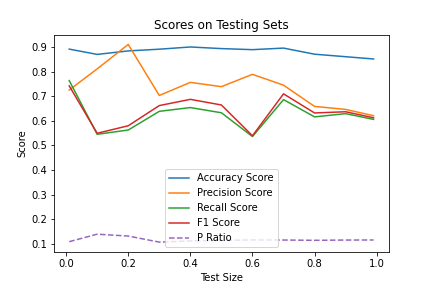 Scores on Testing Sets
0.9
0.8
0.7
0.6
0.5
0.4
0.3
0.2
0.1
Score
Accuracy Score
Precision Score
Recall Score
F1 Score
P Ratio
0.0 0.2 0.4 0.6 0.8 1.0
Test Size